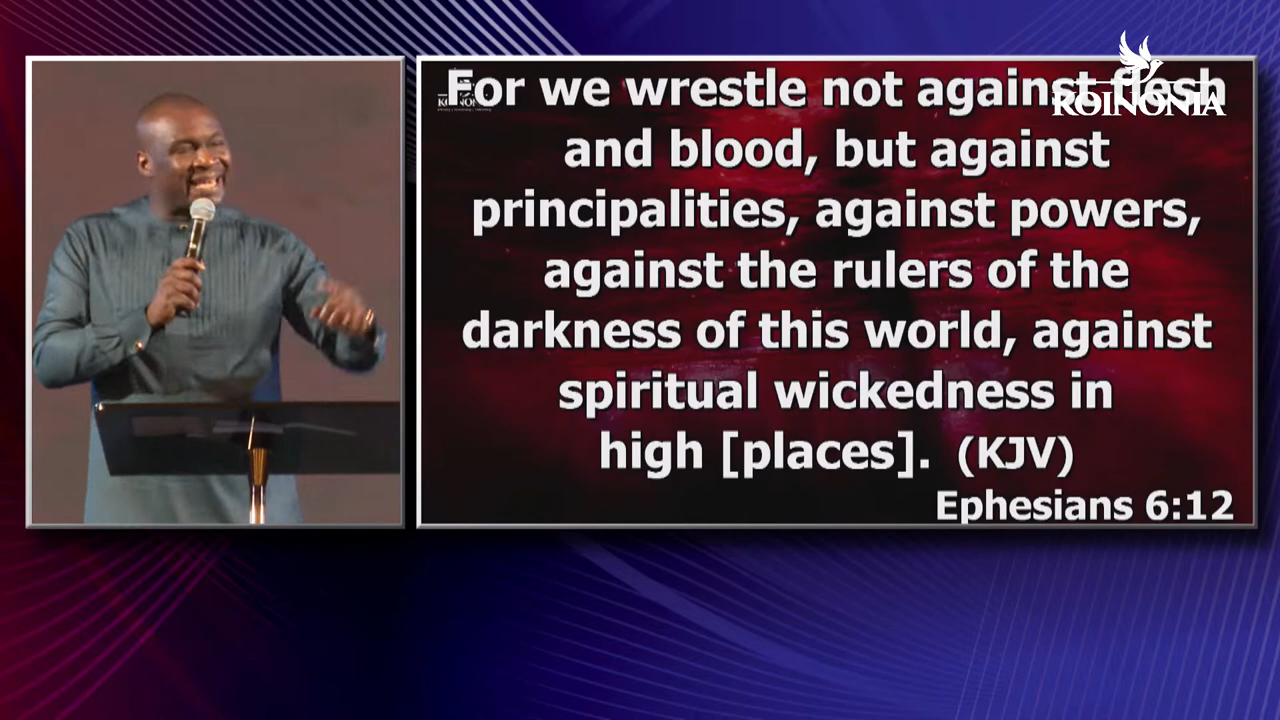 For we wrestle not against flesh
and blood, but against
principalities, against powers,
against the rulers of the
darkness of this world, against
spiritual wickedness in
high [places]. (KJV)
Ephesians 6:12
KOINONIA